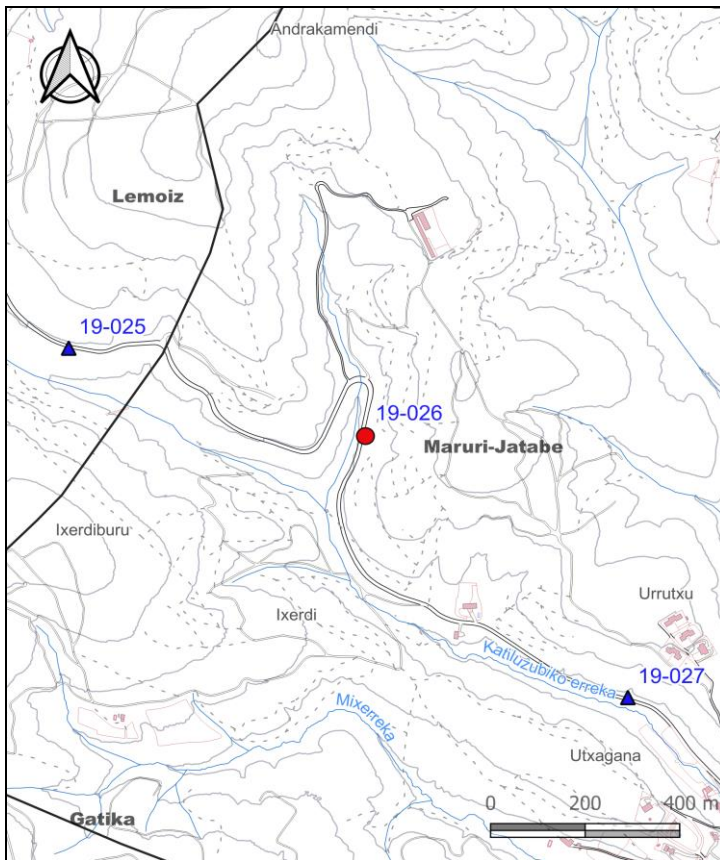 Andrakamendi
Lemoiz
19-025
19-026
Maruri-Jatabe
Ixerdiburu
Urrutxu
Ixerdi
Katiluzubiko erreka
19-027
Mixerreka
Utxagana
0 200 400 m
Gatika